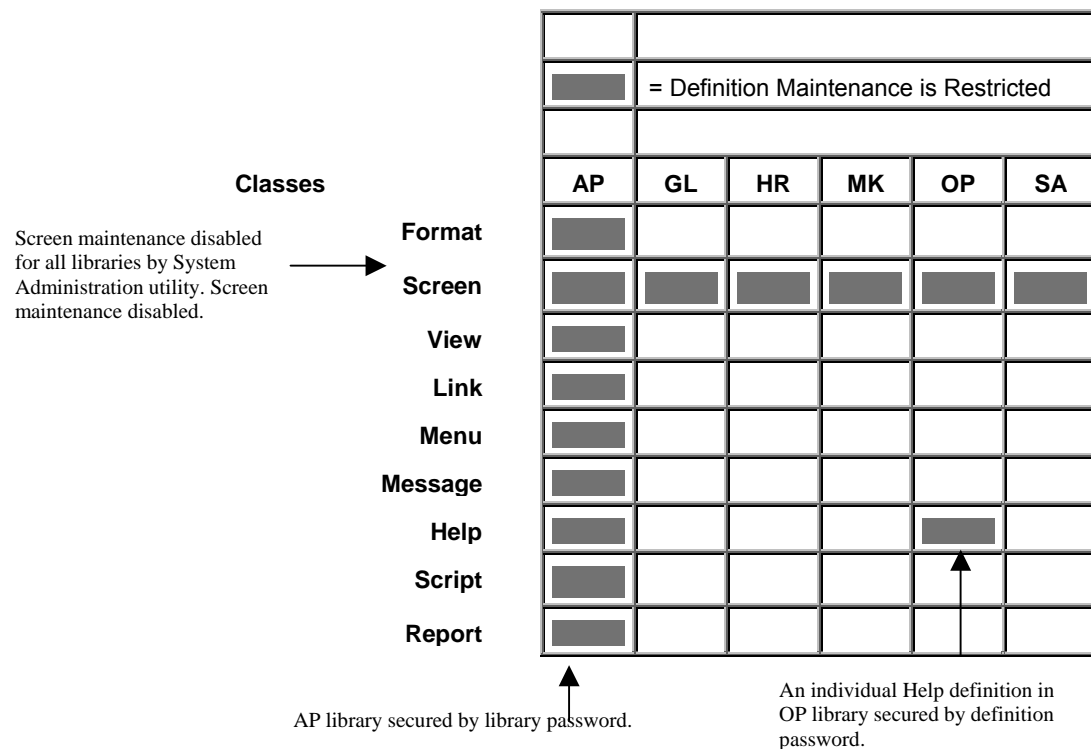 = Definition Maintenance is Restricted
Classes AP GL HR MK OP SA
Format
Screen maintenance disabled
for all libraries by System
Administration utility. Screen
maintenance disabled.
Screen
View
Link
Menu
Message
Help
Script
Report
AP library secured by library password.
An individual Help definition in
OP library secured by definition
password.